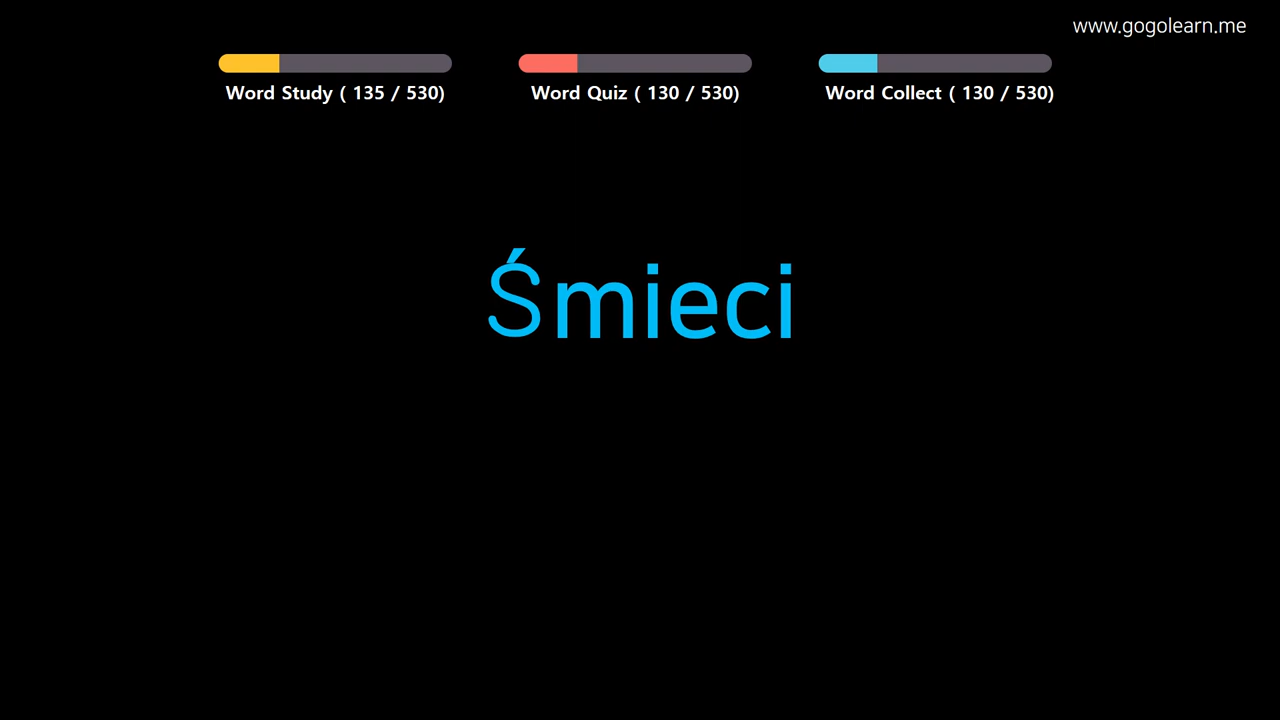 www.gogolearn.me
Word Study ( 135 / 530)
Word Quiz ( 130 / 530)
Word Collect ( 130 / 530)
Śmieci